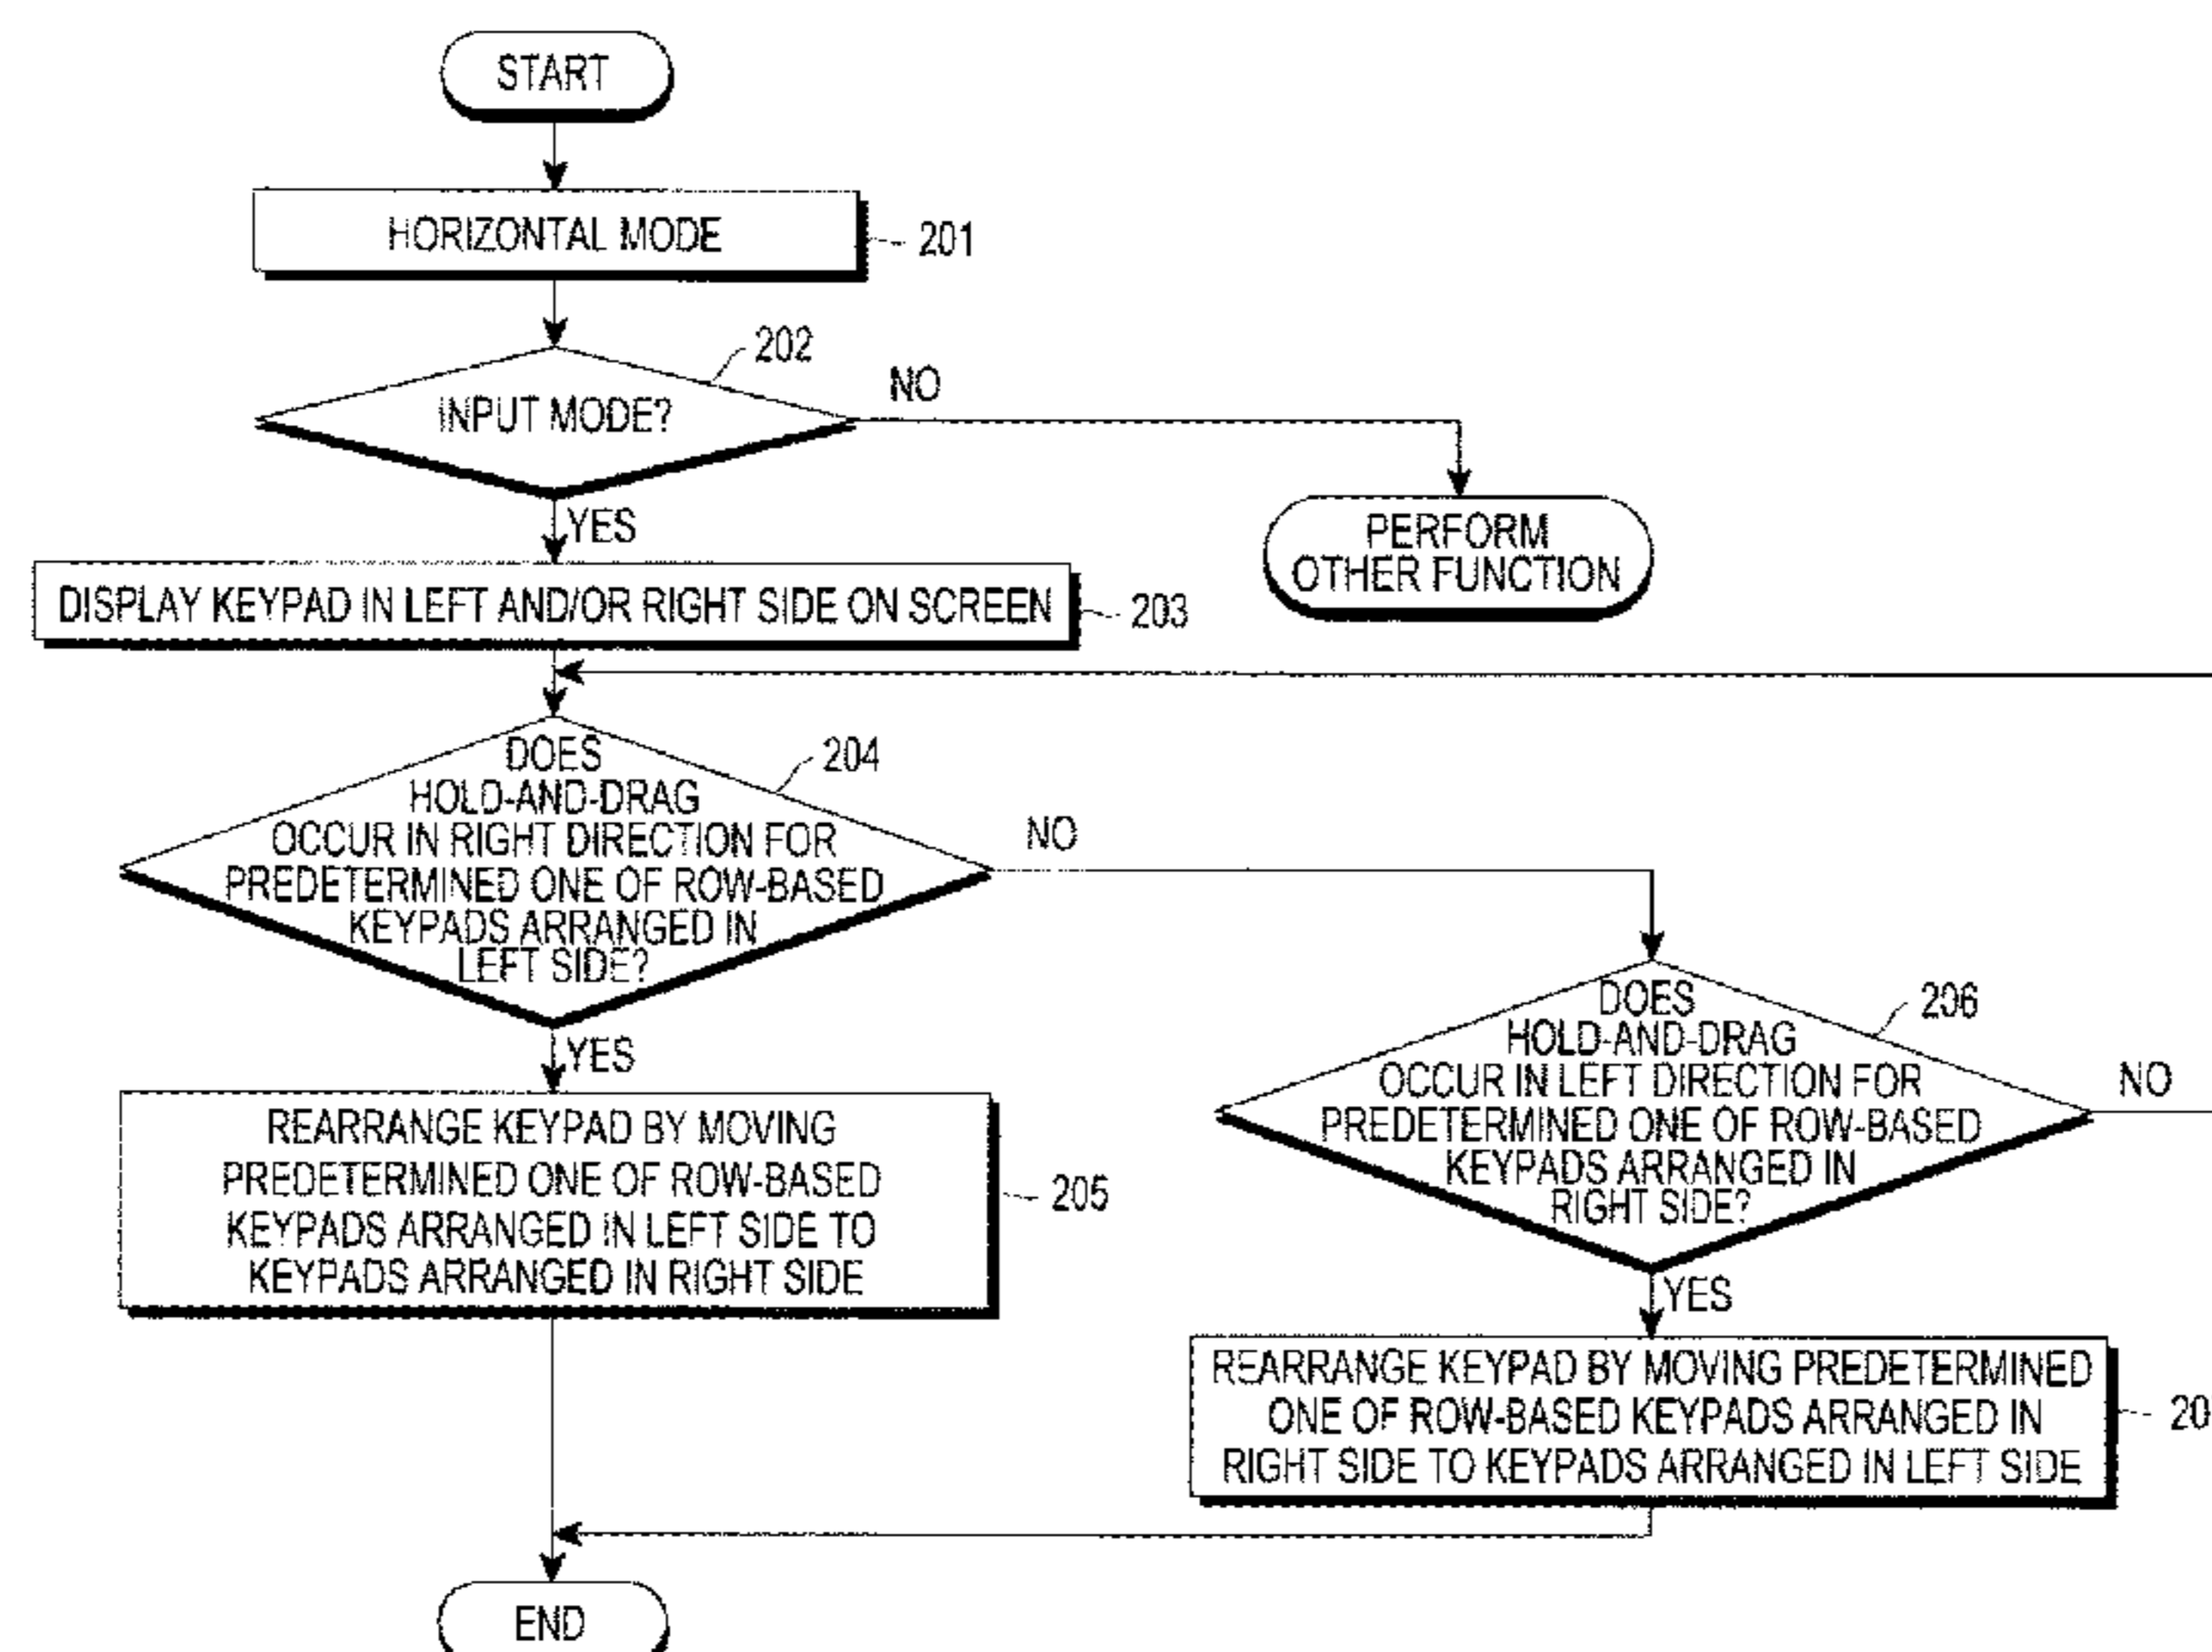 START
HORIZONTAL MODE
201
202
INPUT MODE?
NO
YES
PERFORM
OTHER FUNCTION
DISPLAY KEYPAD IN LEFT AND/OR RIGHT SIDE ON SCREEN
203
DOES
HOLD-AND-DRAG
OCCUR IN RIGHT DIRECTION FOR
PREDETERMINED ONE OF ROW-BASED
KEYPADS ARRANGED IN
LEFT SIDE?
204
NO
YES
DOES
HOLD-AND-DRAG
OCCUR IN LEFT DIRECTION FOR
PREDETERMINED ONE OF ROW-BASED
KEYPADS ARRANGED IN
RIGHT SIDE?
206
NO
YES
REARRANGE KEYPAD BY MOVING
PREDETERMINED ONE OF ROW-BASED
KEYPADS ARRANGED IN LEFT SIDE TO
KEYPADS ARRANGED IN RIGHT SIDE
205
REARRANGE KEYPAD BY MOVING PREDETERMINED
ONE OF ROW-BASED KEYPADS ARRANGED IN
RIGHT SIDE TO KEYPADS ARRANGED IN LEFT SIDE
END